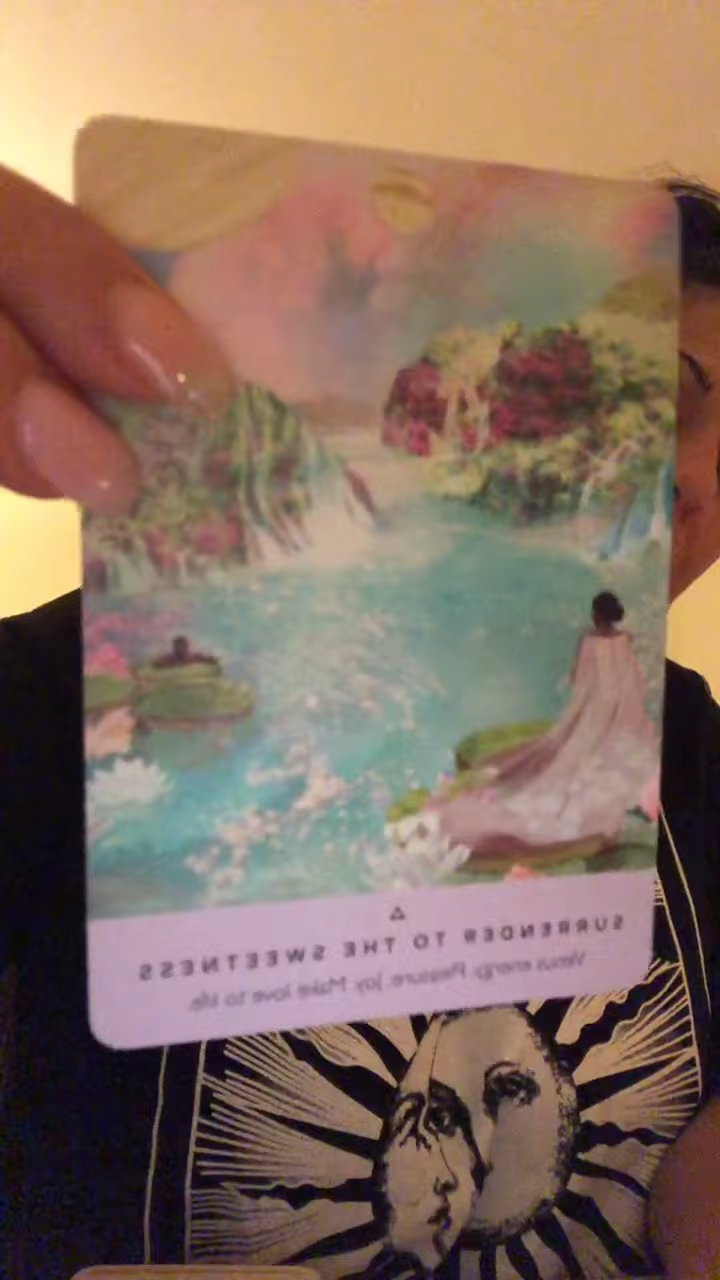 SURRENDER TO THE SWEETNESS
Venus energy. Pleasure. Joy. Make love to life.